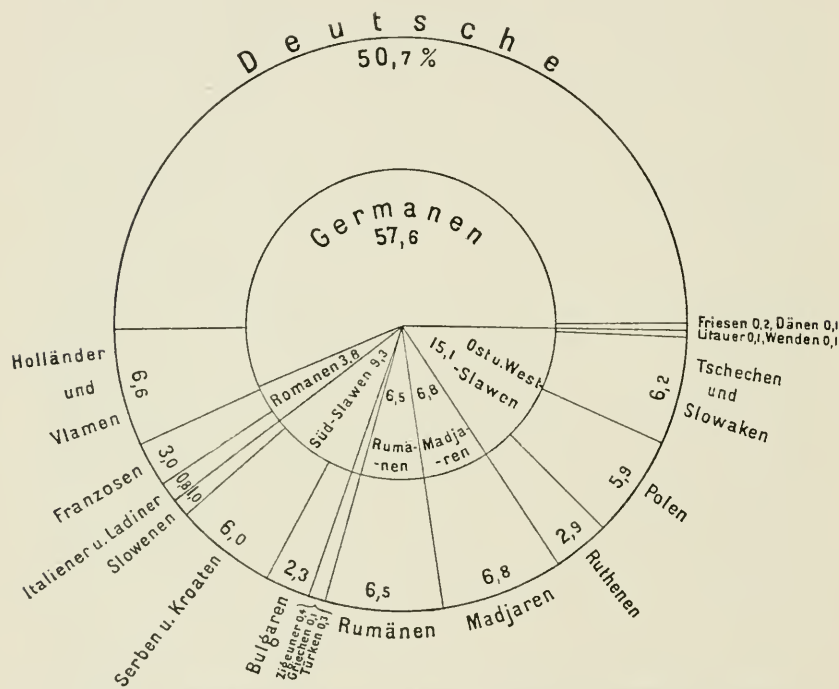 Deutsche
50,7 %
Germanen
57,6
Friesen 0,2, Dänen 0,1
Litauer 0,1, Wenden 0,1
Ost u. West
15,1 -Slawen
Tschechen
und
Slowaken
6,2
Polen
5,9
Ruthenen
2,9
Madja-
-ren
6,8
Madjaren
6,8
Rumä-
-nen
6,5
Rumänen
6,5
Süd-Slawen 9,3
Türken 0,3
Griechen 0,1
Zigeuner 0,4
Bulgaren
2,3
Serben u. Kroaten
6,0
Slowenen
1,0
Italiener u. Ladiner
0,8
Romanen 3,8
Franzosen
3,0
Holländer
und
Vlamen
6,6